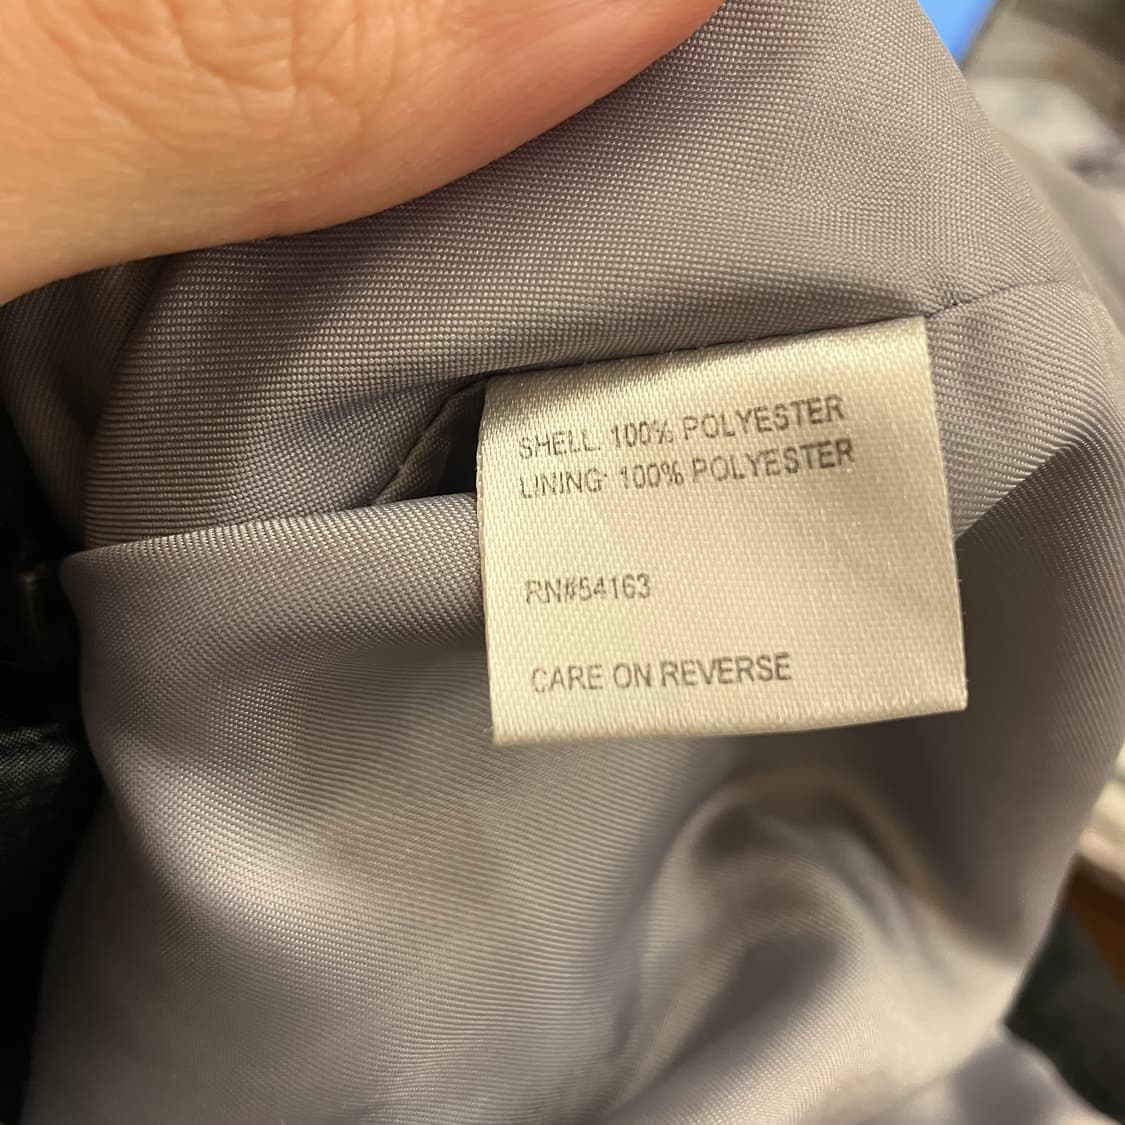 SHELL: 100% POLYESTER
LINING: 100% POLYESTER
RN#54163
CARE ON REVERSE